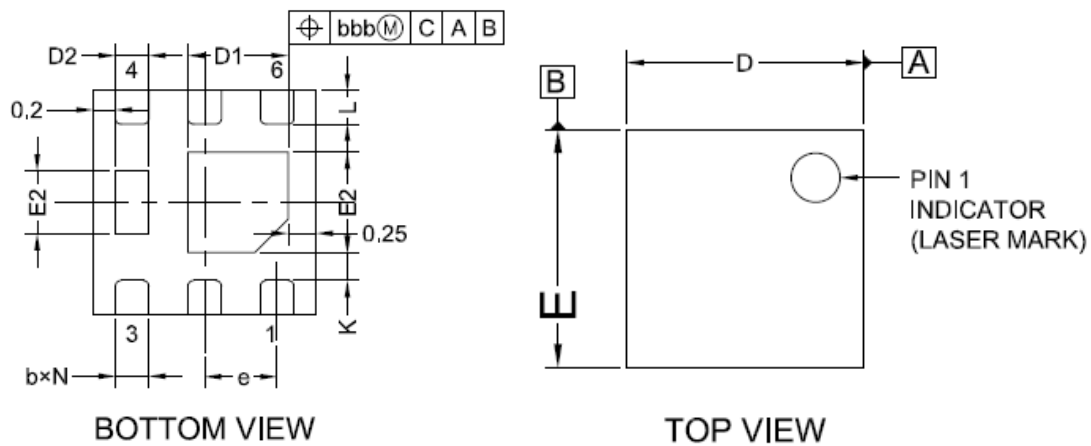 ⌖ bbbⓂ C A B
D2
D1
4
6
0,2
L
E2
E2
0,25
3
1
K
b×N
e
BOTTOM VIEW
D
A
B
PIN 1
INDICATOR
(LASER MARK)
E
TOP VIEW